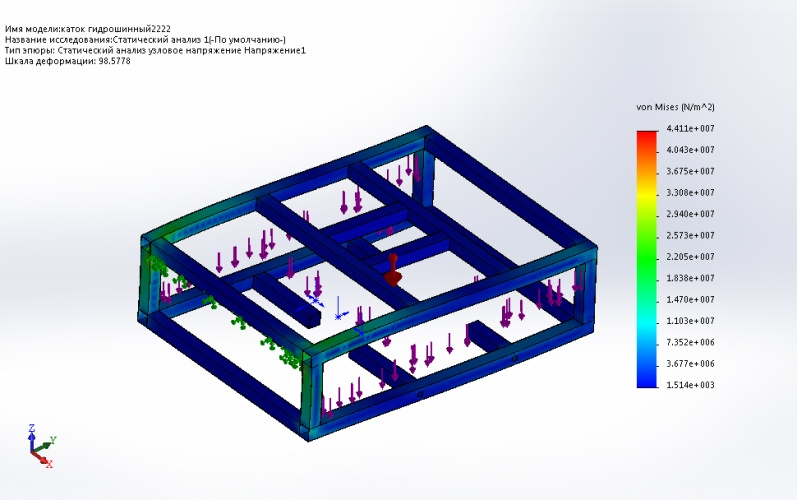 Имя модели:каток гидрошинный2222
Название исследования:Статический анализ 1(-По умолчанию-)
Тип эпюры: Статический анализ узловое напряжение Напряжение1
Шкала деформации: 98.5778
von Mises (N/m^2)
4.411e+007
4.043e+007
3.675e+007
3.308e+007
2.940e+007
2.573e+007
2.205e+007
1.838e+007
1.470e+007
1.103e+007
7.352e+006
3.677e+006
1.514e+003
Z
Y
X